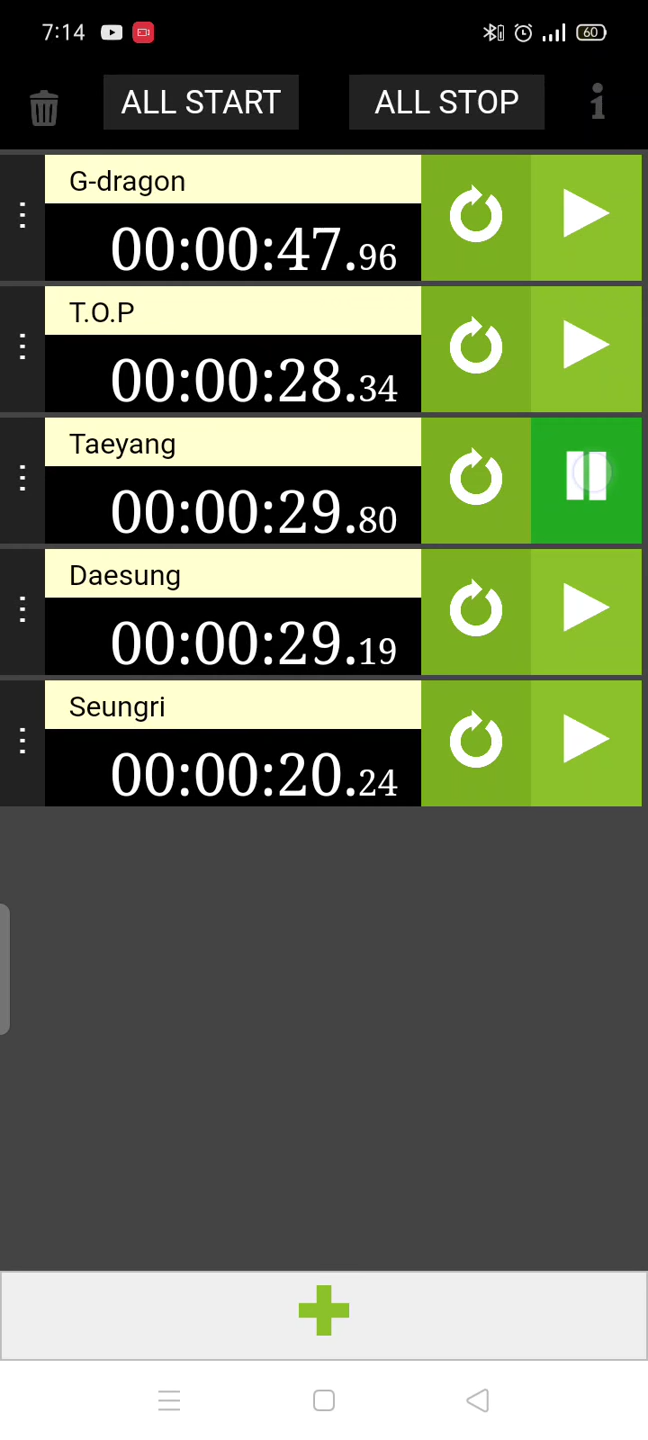 7:14
60
ALL START
ALL STOP
G-dragon
00:00:47.96
T.O.P
00:00:28.34
Taeyang
00:00:29.80
Daesung
00:00:29.19
Seungri
00:00:20.24